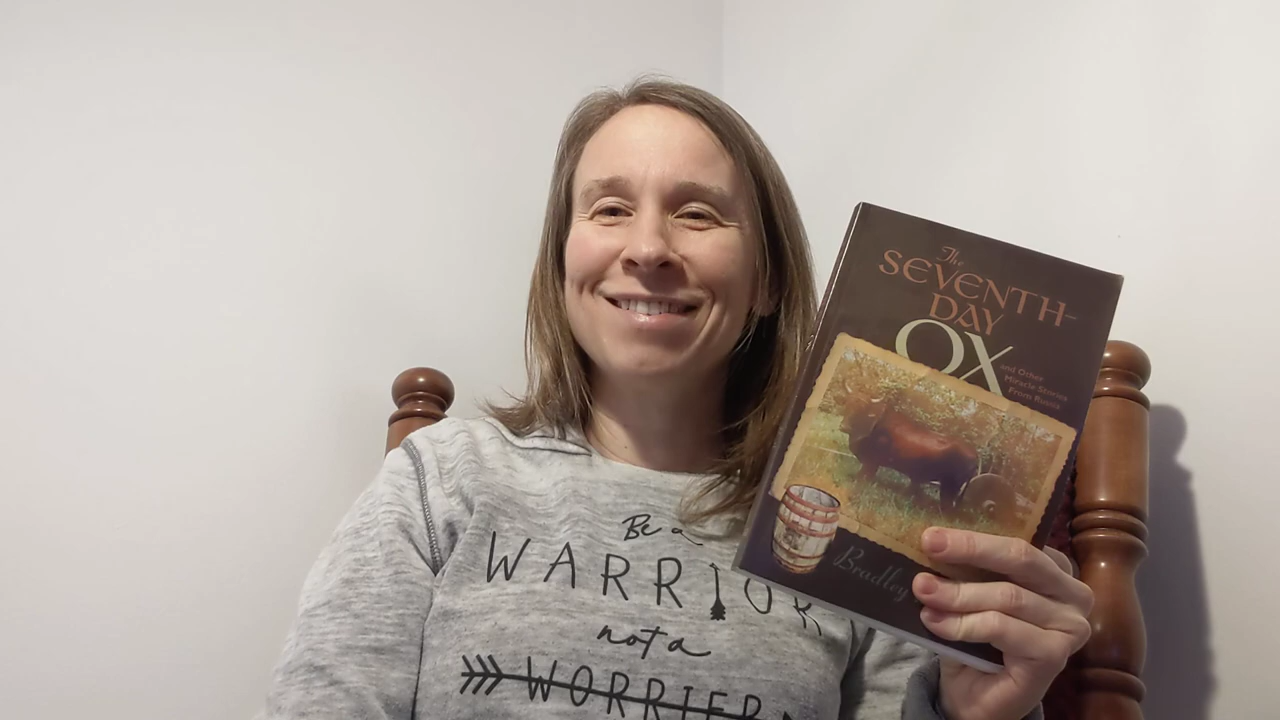 Be a
WARRIOR
not a
WORRIER
The
SEVENTH-
DAY
OX
and Other
Miracle Stories
From Russia
Bradley